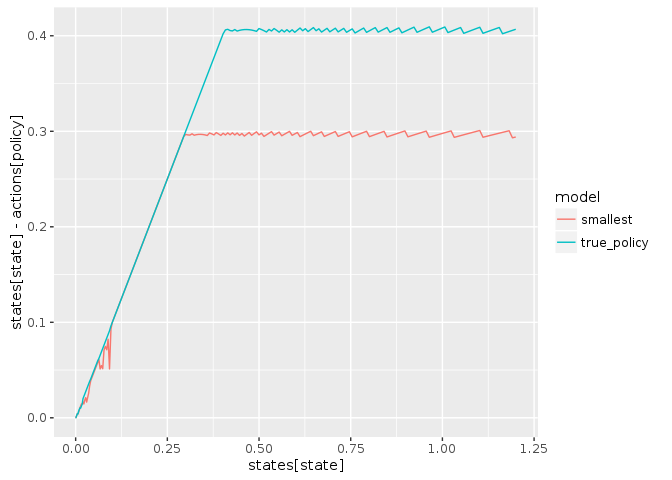 0.4
0.3
0.2
0.1
0.0
states[state] - actions[policy]
0.00 0.25 0.50 0.75 1.00 1.25
states[state]
model
smallest
true_policy